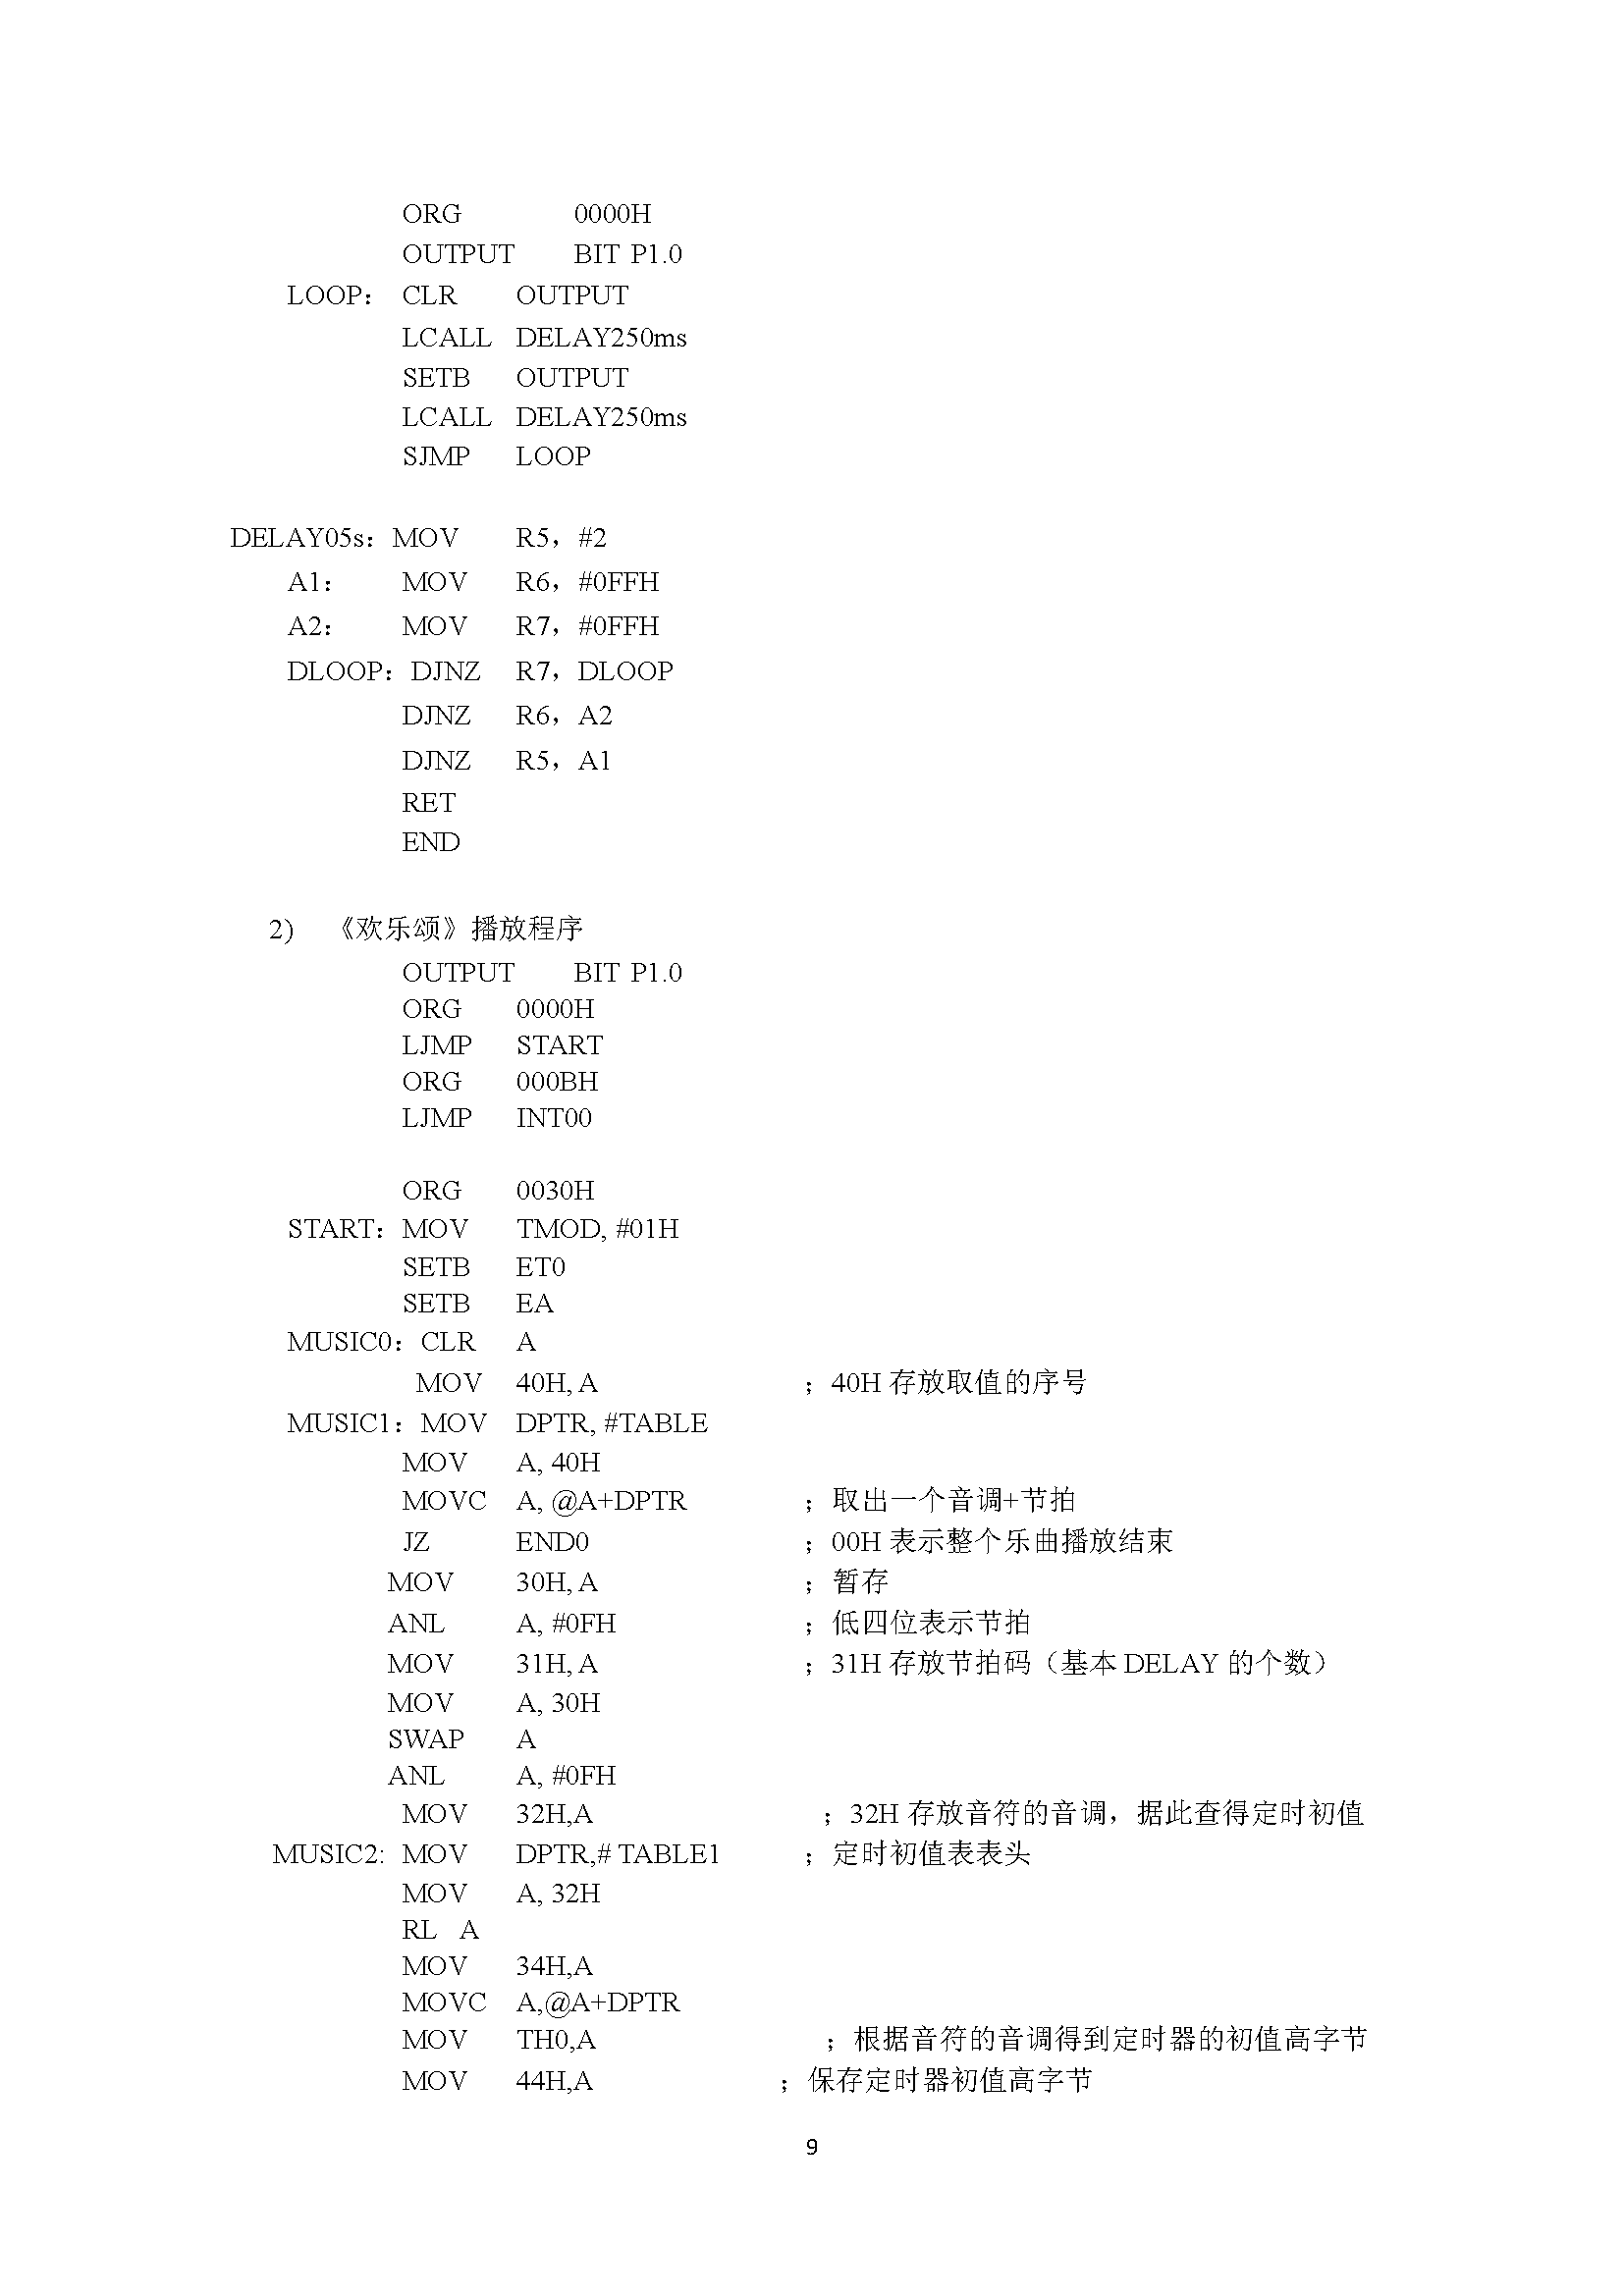 ORG 0000H
OUTPUT BIT P1.0
LOOP： CLR OUTPUT
LCALL DELAY250ms
SETB OUTPUT
LCALL DELAY250ms
SJMP LOOP
DELAY05s：MOV R5，#2
A1： MOV R6，#0FFH
A2： MOV R7，#0FFH
DLOOP：DJNZ R7，DLOOP
DJNZ R6，A2
DJNZ R5，A1
RET
END
2) 《欢乐颂》播放程序
OUTPUT BIT P1.0
ORG 0000H
LJMP START
ORG 000BH
LJMP INT00
ORG 0030H
START：MOV TMOD, #01H
SETB ET0
SETB EA
MUSIC0：CLR A
MOV 40H, A ；40H 存放取值的序号
MUSIC1：MOV DPTR, #TABLE
MOV A, 40H
MOVC A, @A+DPTR ；取出一个音调+节拍
JZ END0 ；00H 表示整个乐曲播放结束
MOV 30H, A ；暂存
ANL A, #0FH ；低四位表示节拍
MOV 31H, A ；31H 存放节拍码（基本 DELAY 的个数）
MOV A, 30H
SWAP A
ANL A, #0FH
MOV 32H,A ；32H 存放音符的音调，据此查得定时初值
MUSIC2: MOV DPTR,# TABLE1 ；定时初值表表头
MOV A, 32H
RL A
MOV 34H,A
MOVC A,@A+DPTR
MOV TH0,A ；根据音符的音调得到定时器的初值高字节
MOV 44H,A ；保存定时器初值高字节
9